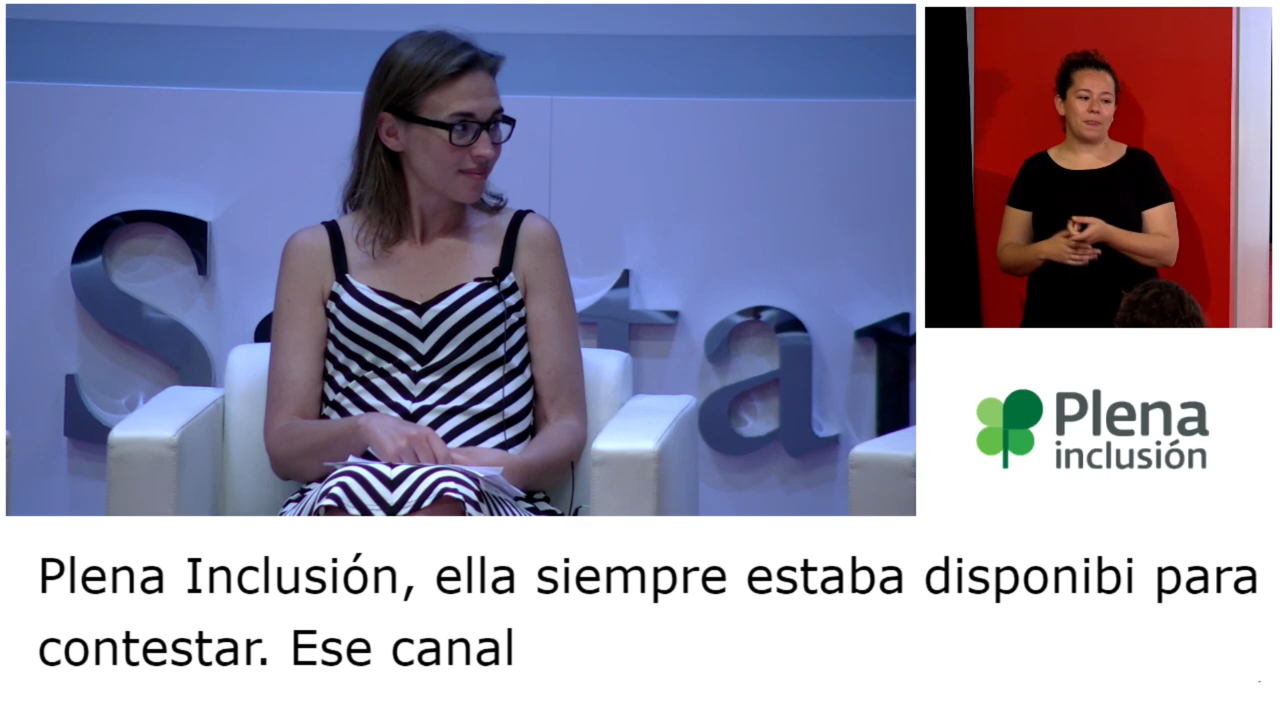 Plena
inclusión
Plena Inclusión, ella siempre estaba disponibi para
contestar. Ese canal